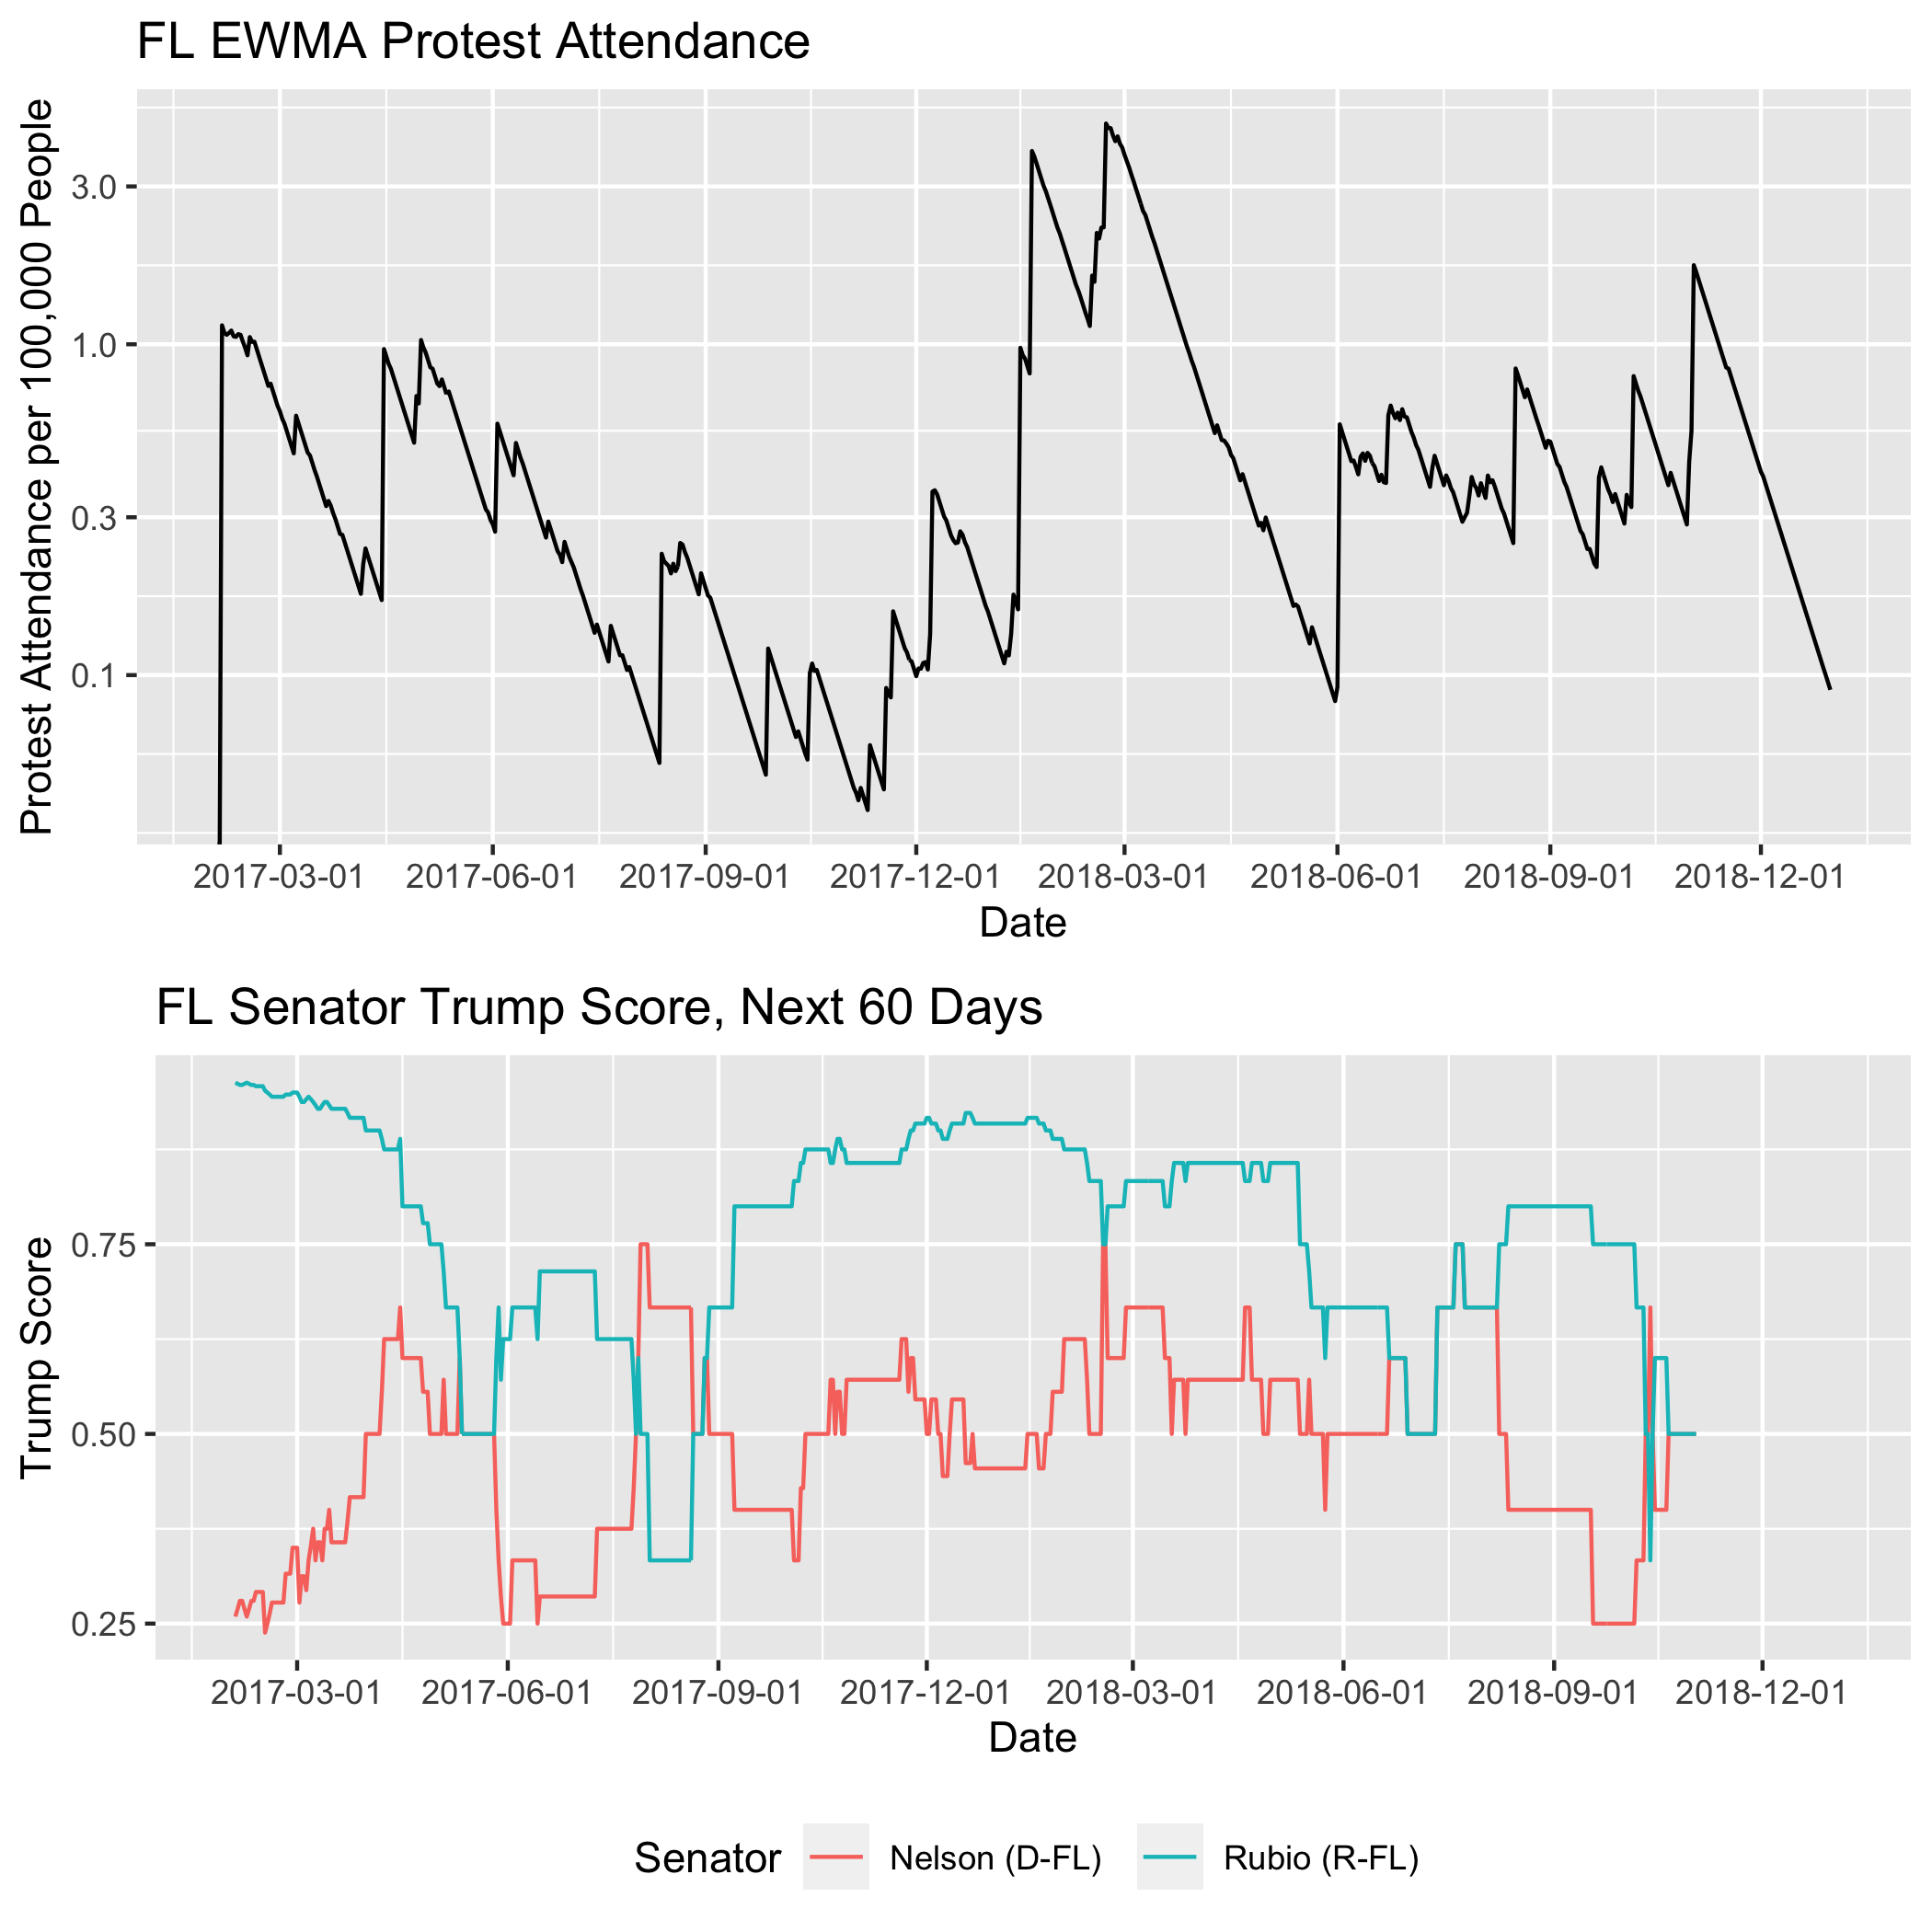 FL EWMA Protest Attendance
Protest Attendance per 100,000 People
3.0
1.0
0.3
0.1
2017-03-01 2017-06-01 2017-09-01 2017-12-01 2018-03-01 2018-06-01 2018-09-01 2018-12-01
Date
FL Senator Trump Score, Next 60 Days
Trump Score
0.75
0.50
0.25
2017-03-01 2017-06-01 2017-09-01 2017-12-01 2018-03-01 2018-06-01 2018-09-01 2018-12-01
Date
Senator Nelson (D-FL) Rubio (R-FL)